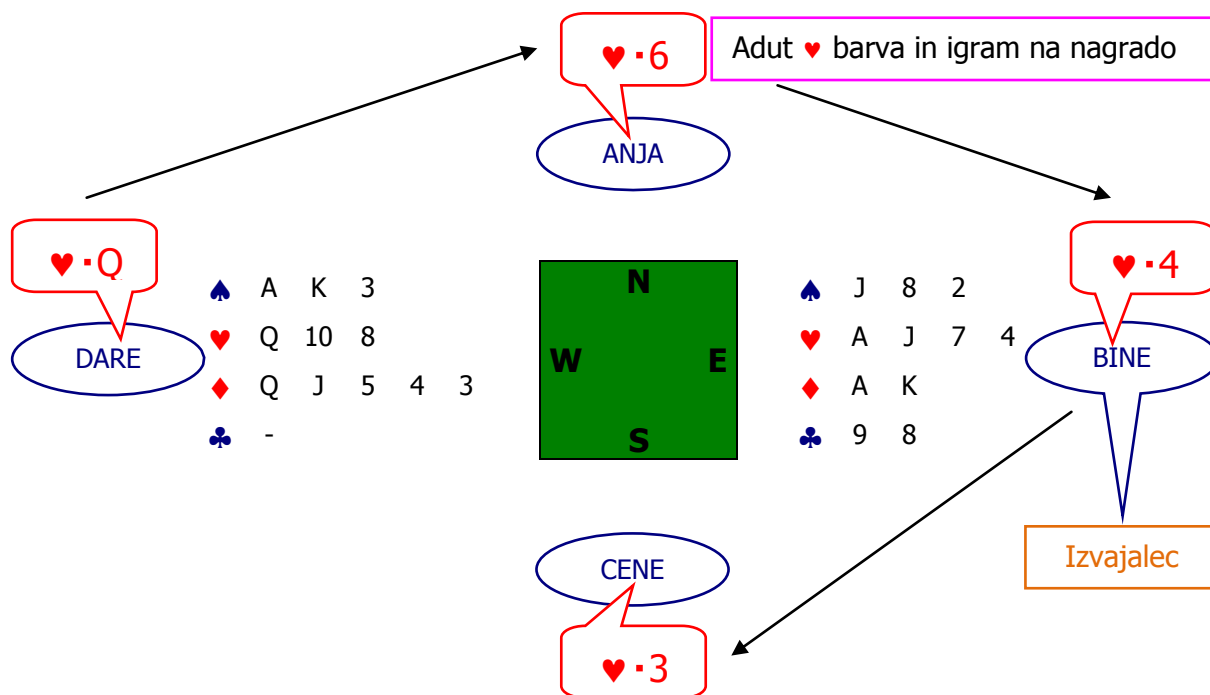 ♥ ▪6
Adut ♥ barva in igram na nagrado
ANJA
♥ ▪Q
DARE
♠ A K 3
♥ Q 10 8
♦ Q J 5 4 3
♣ -
N
W E
S
♠ J 8 2
♥ A J 7 4
♦ A K
♣ 9 8
♥ ▪4
BINE
Izvajalec
CENE
♥ ▪3